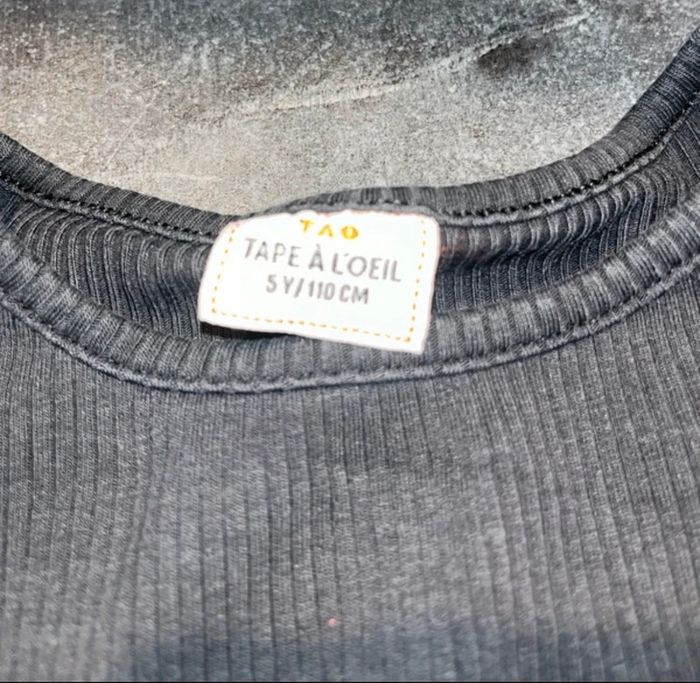 TAO
TAPE À L'OEIL
5 Y/110 CM